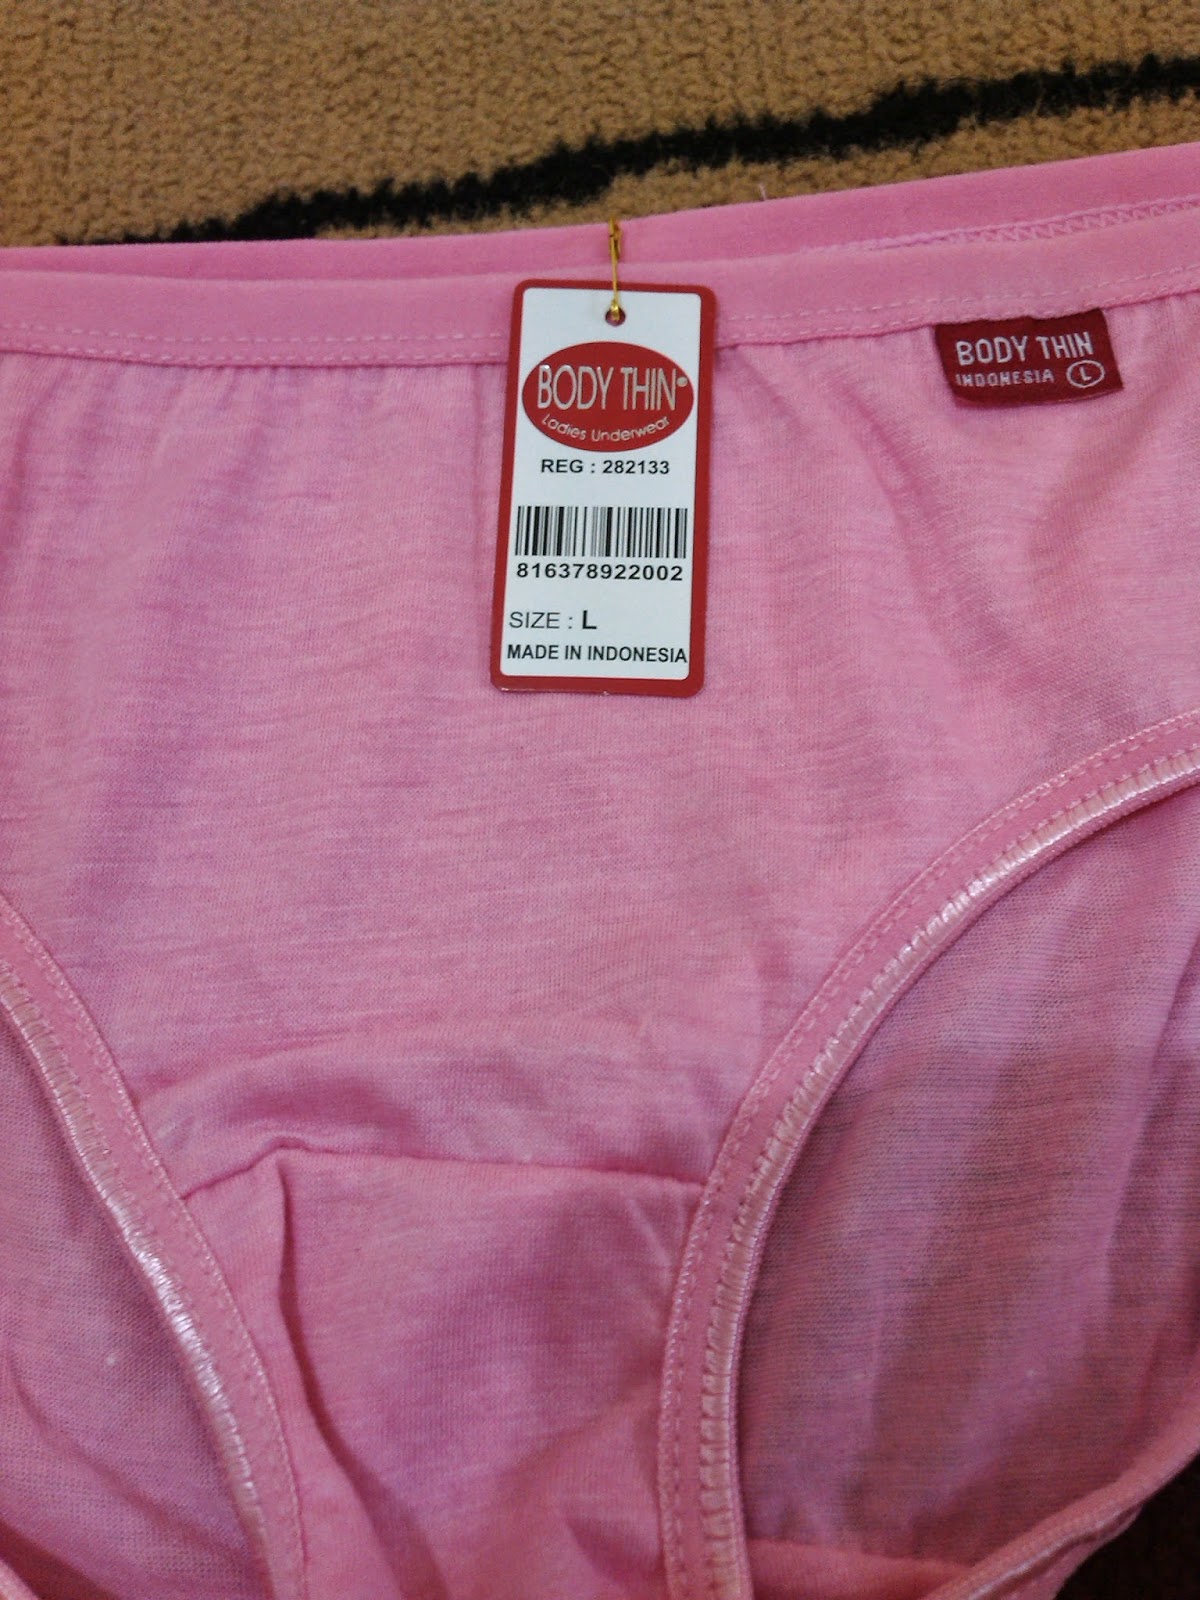 BODY THIN®
Ladies Underwear
REG : 282133
816378922002
SIZE : L
MADE IN INDONESIA
BODY THIN
INDONESIA L